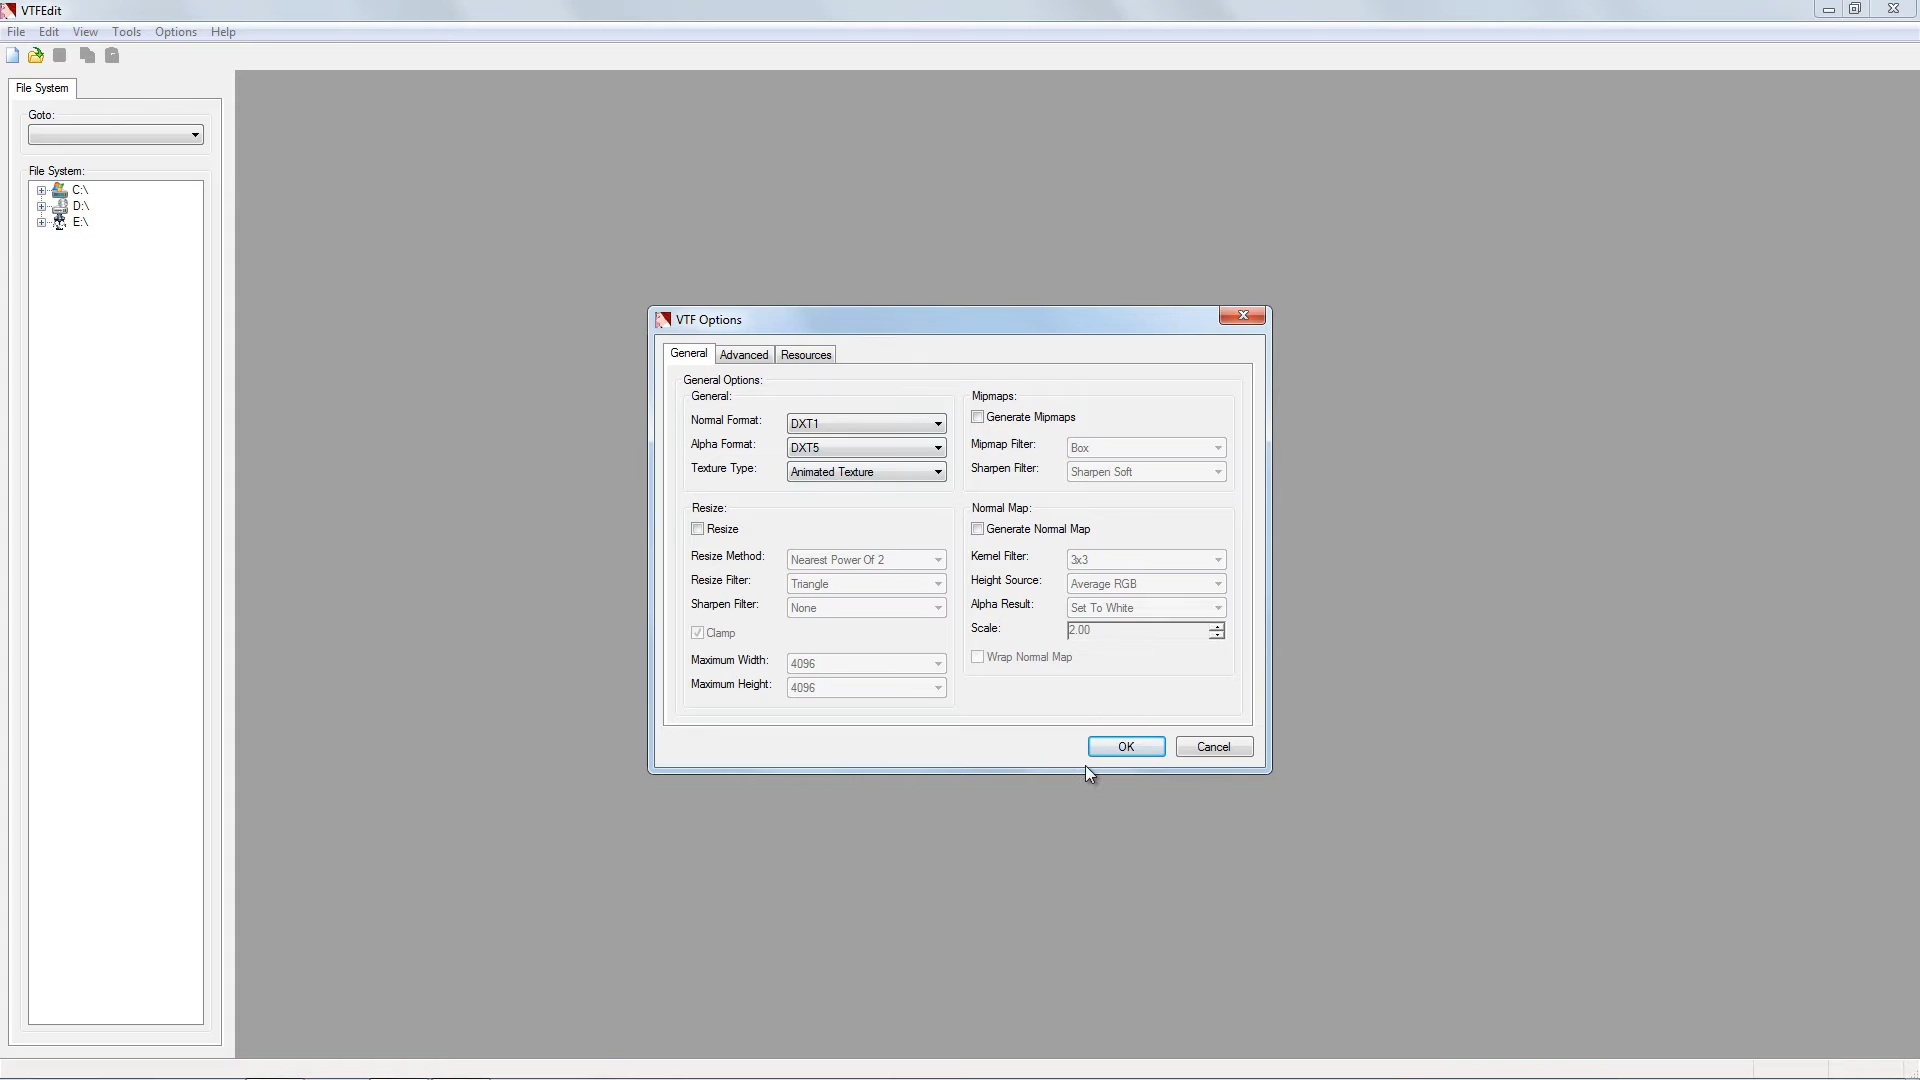 VTFEdit
File Edit View Tools Options Help
File System
Goto:
File System:
C:\
D:\
E:\
VTF Options
General Advanced Resources
General Options:
General:
Normal Format: DXT1
Alpha Format: DXT5
Texture Type: Animated Texture
Mipmaps:
Generate Mipmaps
Mipmap Filter: Box
Sharpen Filter: Sharpen Soft
Resize:
Resize
Resize Method: Nearest Power Of 2
Resize Filter: Triangle
Sharpen Filter: None
Clamp
Maximum Width: 4096
Maximum Height: 4096
Normal Map:
Generate Normal Map
Kernel Filter: 3x3
Height Source: Average RGB
Alpha Result: Set To White
Scale: 2.00
Wrap Normal Map
OK Cancel